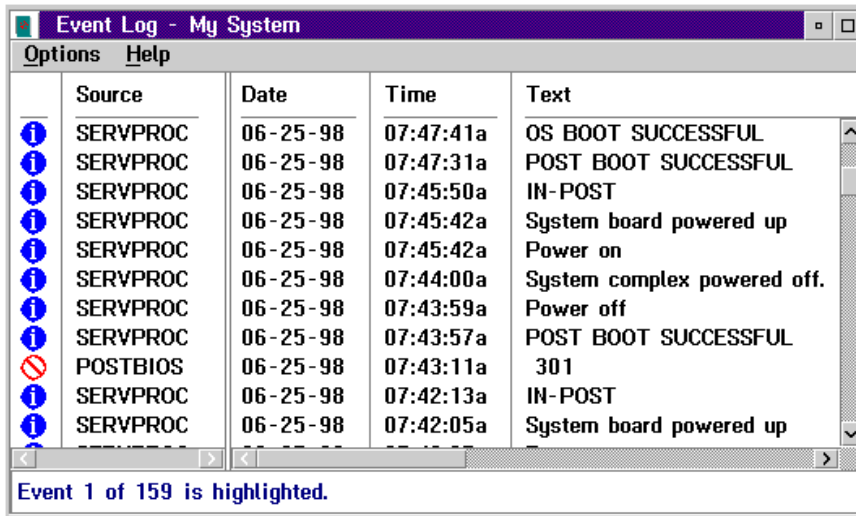 Event Log - My System
Options Help
Source Date Time Text
SERVPROC 06-25-98 07:47:41a OS BOOT SUCCESSFUL
SERVPROC 06-25-98 07:47:31a POST BOOT SUCCESSFUL
SERVPROC 06-25-98 07:45:50a IN-POST
SERVPROC 06-25-98 07:45:42a System board powered up
SERVPROC 06-25-98 07:45:42a Power on
SERVPROC 06-25-98 07:44:00a System complex powered off.
SERVPROC 06-25-98 07:43:59a Power off
SERVPROC 06-25-98 07:43:57a POST BOOT SUCCESSFUL
POSTBIOS 06-25-98 07:43:11a 301
SERVPROC 06-25-98 07:42:13a IN-POST
SERVPROC 06-25-98 07:42:05a System board powered up
Event 1 of 159 is highlighted.